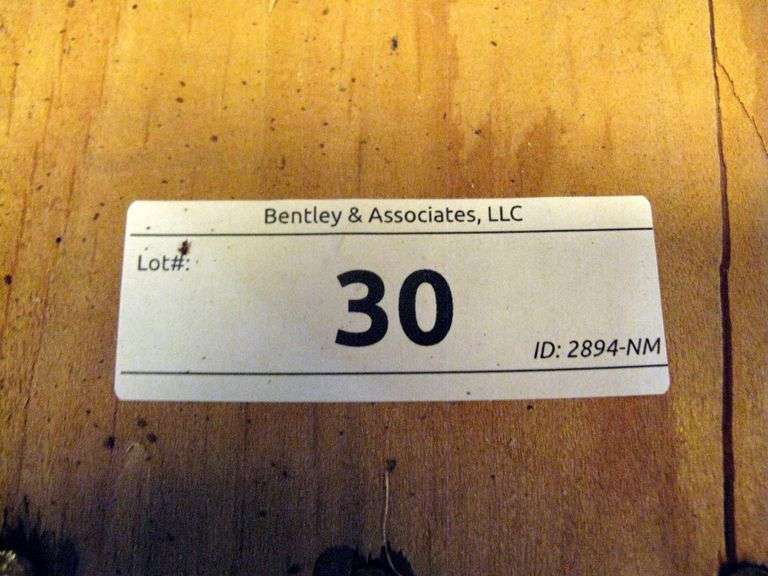 Bentley & Associates, LLC
Lot#:
30
ID: 2894-NM